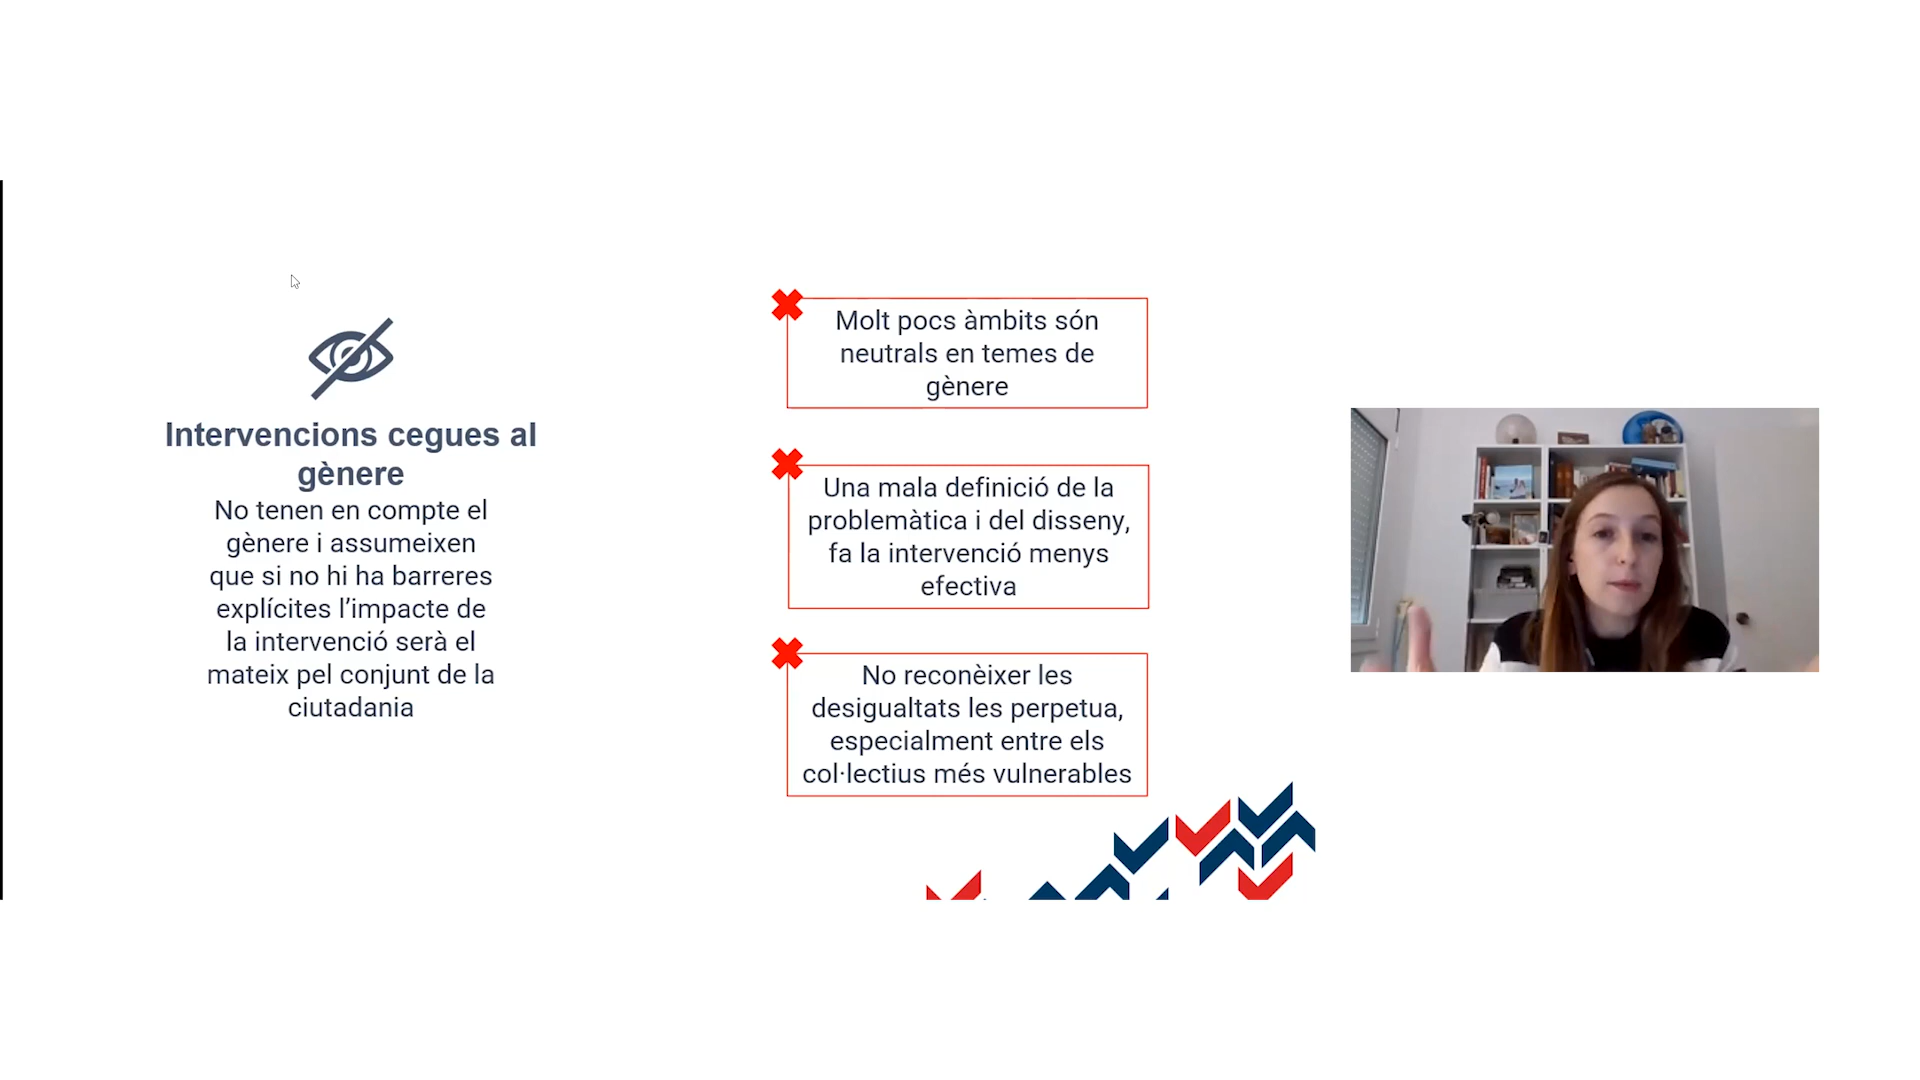 Intervencions cegues al
gènere
No tenen en compte el
gènere i assumeixen
que si no hi ha barreres
explícites l’impacte de
la intervenció serà el
mateix pel conjunt de la
ciutadania
Molt pocs àmbits són
neutrals en temes de
gènere
Una mala definició de la
problemàtica i del disseny,
fa la intervenció menys
efectiva
No reconèixer les
desigualtats les perpetua,
especialment entre els
col·lectius més vulnerables